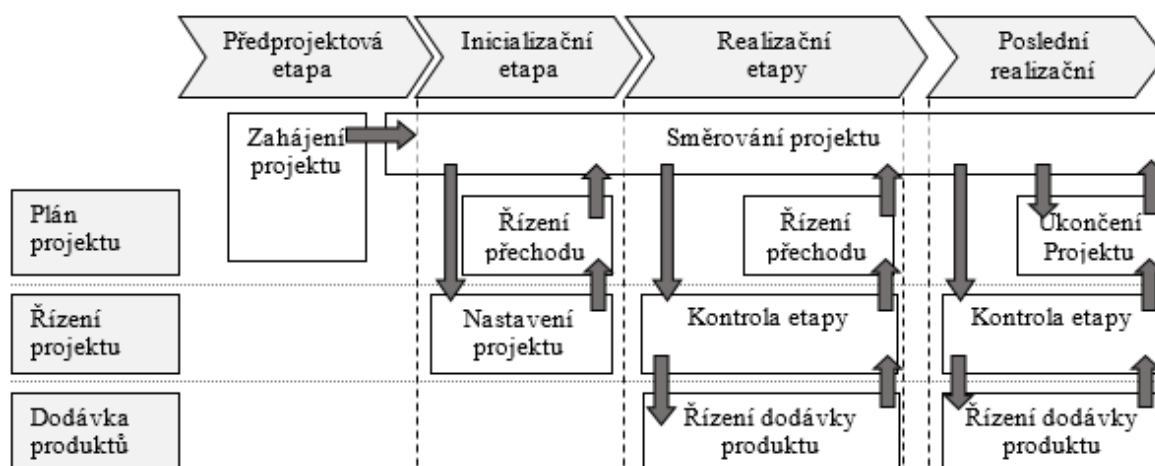 Předprojektová
etapa
Inicializační
etapa
Realizační
etapy
Poslední
realizační
Zahájení
projektu
Směrování projektu
Plán
projektu
Řízení
přechodu
Řízení
přechodu
Ukončení
Projektu
Řízení
projektu
Nastavení
projektu
Kontrola etapy
Kontrola etapy
Dodávka
produktů
Řízení dodávky
produktu
Řízení dodávky
produktu